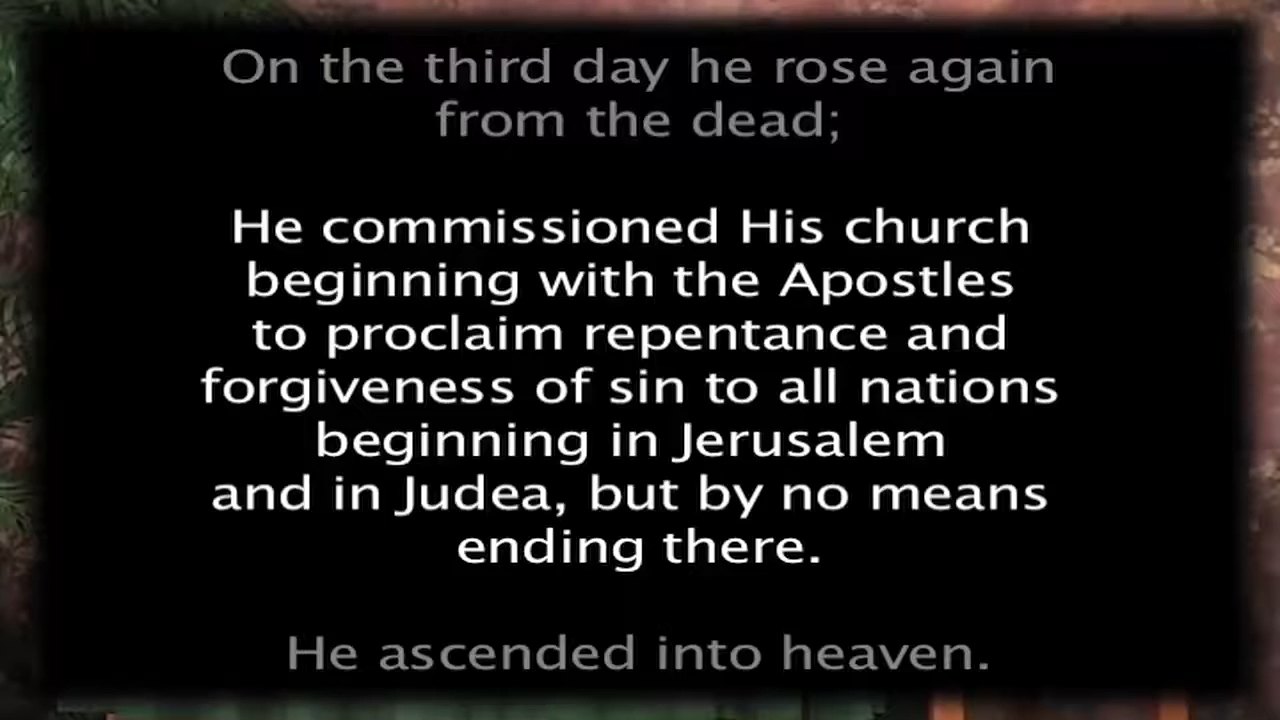 On the third day he rose again
from the dead;
He commissioned His church
beginning with the Apostles
to proclaim repentance and
forgiveness of sin to all nations
beginning in Jerusalem
and in Judea, but by no means
ending there.
He ascended into heaven.